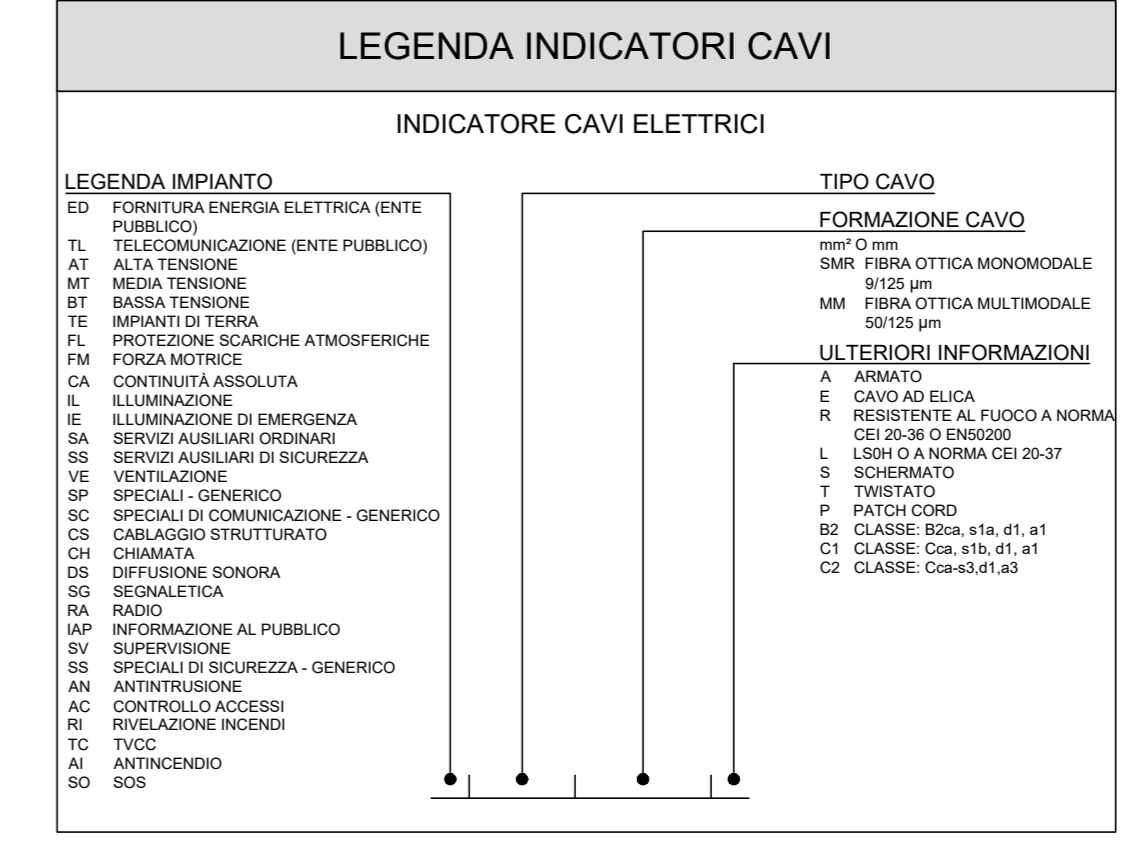 LEGENDA INDICATORI CAVI
INDICATORE CAVI ELETTRICI
LEGENDA IMPIANTO
ED FORNITURA ENERGIA ELETTRICA (ENTE
PUBBLICO)
TL TELECOMUNICAZIONE (ENTE PUBBLICO)
AT ALTA TENSIONE
MT MEDIA TENSIONE
BT BASSA TENSIONE
TE IMPIANTI DI TERRA
FL PROTEZIONE SCARICHE ATMOSFERICHE
FM FORZA MOTRICE
CA CONTINUITÀ ASSOLUTA
IL ILLUMINAZIONE
IE ILLUMINAZIONE DI EMERGENZA
SA SERVIZI AUSILIARI ORDINARI
SS SERVIZI AUSILIARI DI SICUREZZA
VE VENTILAZIONE
SP SPECIALI - GENERICO
SC SPECIALI DI COMUNICAZIONE - GENERICO
CS CABLAGGIO STRUTTURATO
CH CHIAMATA
DS DIFFUSIONE SONORA
SG SEGNALETICA
RA RADIO
IAP INFORMAZIONE AL PUBBLICO
SV SUPERVISIONE
SS SPECIALI DI SICUREZZA - GENERICO
AN ANTINTRUSIONE
AC CONTROLLO ACCESSI
RI RIVELAZIONE INCENDI
TC TVCC
AI ANTINCENDIO
SO SOS
TIPO CAVO
FORMAZIONE CAVO
mm² O mm
SMR FIBRA OTTICA MONOMODALE
9/125 µm
MM FIBRA OTTICA MULTIMODALE
50/125 µm
ULTERIORI INFORMAZIONI
A ARMATO
E CAVO AD ELICA
R RESISTENTE AL FUOCO A NORMA
CEI 20-36 O EN50200
L LS0H O A NORMA CEI 20-37
S SCHERMATO
T TWISTATO
P PATCH CORD
B2 CLASSE: B2ca, s1a, d1, a1
C1 CLASSE: Cca, s1b, d1, a1
C2 CLASSE: Cca-s3,d1,a3